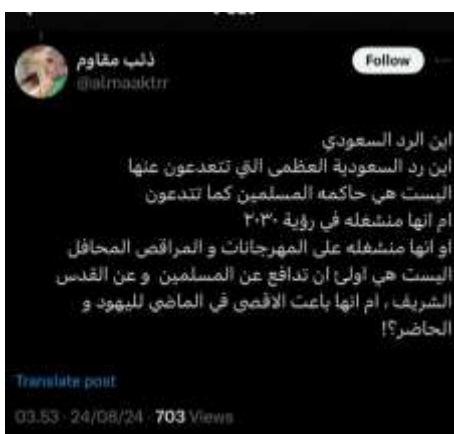 ذئب مقاوم
Follow
@almaaktrr
اين الرد السعودي
اين رد السعودية العظمى التي تتعدعون عنها
اليست هي حاكمه المسلمين كما تتدعون
ام انها منشغله في رؤية ٢٠٣٠
او انها منشغله على المهرجانات و المراقص المحافل
اليست هي اولئ ان تدافع عن المسلمين و عن القدس
الشريف ، ام انها باعت الاقصى في الماضي لليهود و
الحاضر؟!
Translate post
03.53 · 24/08/24 · 703 Views